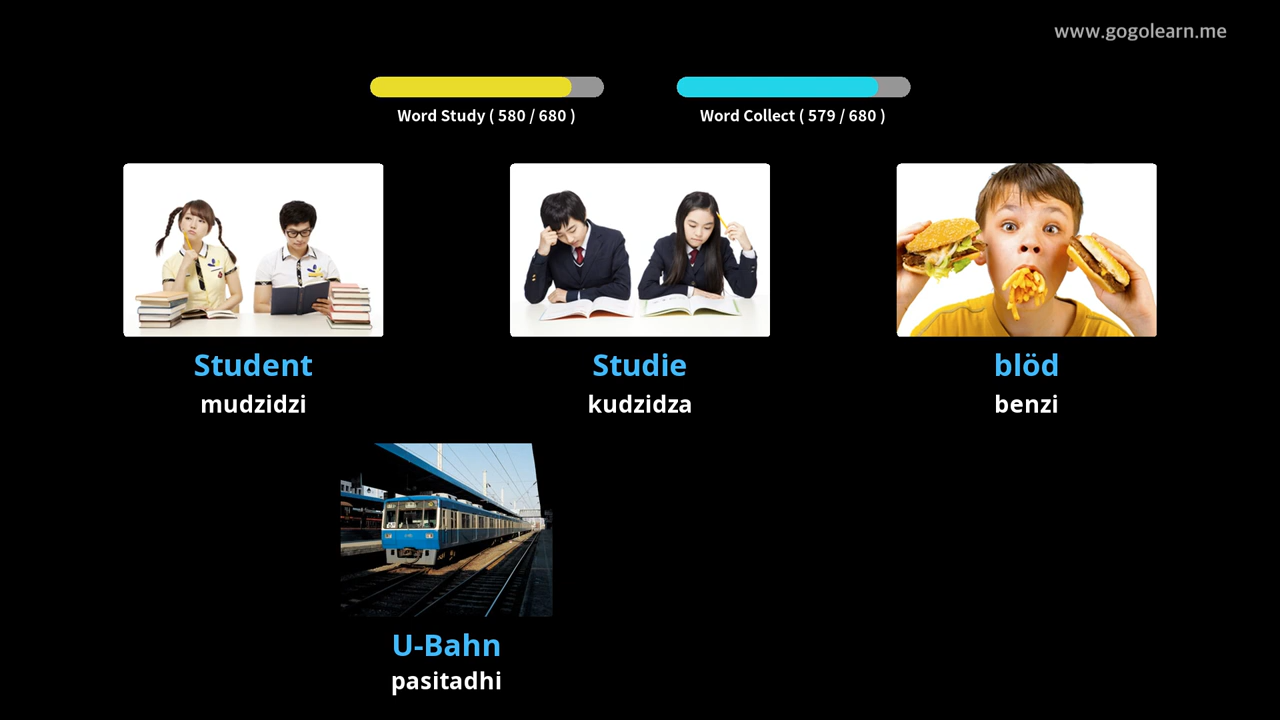 www.gogolearn.me
Word Study ( 580 / 680 )
Word Collect ( 579 / 680 )
Student
mudzidzi
Studie
kudzidza
blöd
benzi
U-Bahn
pasitadhi